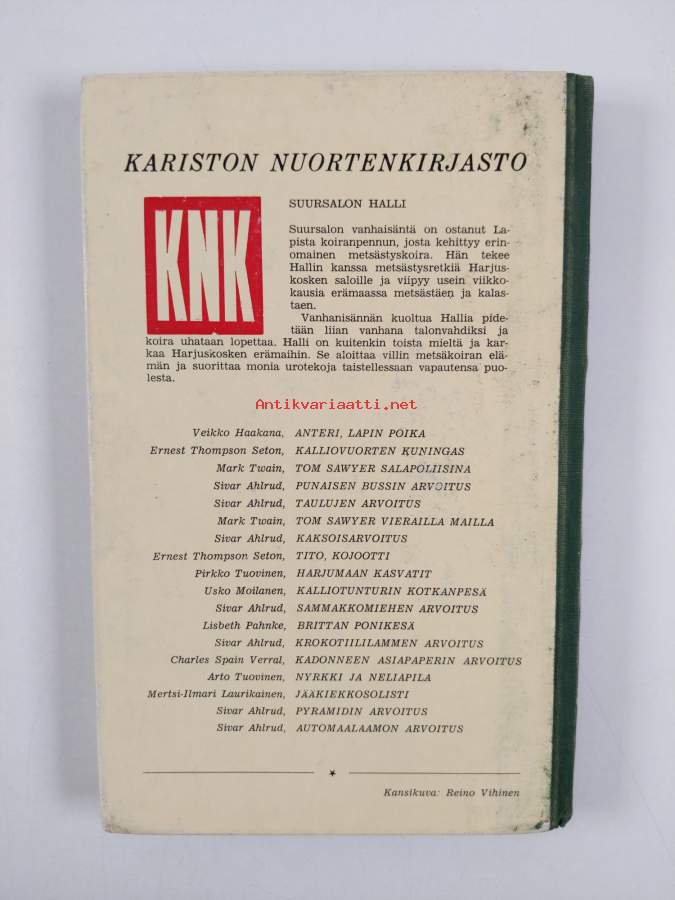 KARISTON NUORTENKIRJASTO
KNK
SUURSALON HALLI
Suursalon vanhaisäntä on ostanut La-
pista koiranpennun, josta kehittyy erin-
omainen metsästyskoira. Hän tekee
Hallin kanssa metsästysretkiä Harjus-
kosken saloille ja viipyy usein viikko-
kausia erämaassa metsästäen ja kalas-
taen.
Vanhanisännän kuoltua Hallia pide-
tään liian vanhana talonvahdiksi ja
koira uhataan lopettaa. Halli on kuitenkin toista mieltä ja kar-
kaa Harjuskosken erämaihin. Se aloittaa villin metsäkoiran elä-
män ja suorittaa monia urotekoja taistellessaan vapautensa puo-
lesta.
Antikvariaatti.net
Veikko Haakana, ANTERI, LAPIN POIKA
Ernest Thompson Seton, KALLIOVUORTEN KUNINGAS
Mark Twain, TOM SAWYER SALAPOLIISINA
Sivar Ahlrud, PUNAISEN BUSSIN ARVOITUS
Sivar Ahlrud, TAULUJEN ARVOITUS
Mark Twain, TOM SAWYER VIERAILLA MAILLA
Sivar Ahlrud, KAKSOISARVOITUS
Ernest Thompson Seton, TITO, KOJOOTTI
Pirkko Tuovinen, HARJUMAAN KASVATIT
Usko Moilanen, KALLIOTUNTURIN KOTKANPESÄ
Sivar Ahlrud, SAMMAKKOMIEHEN ARVOITUS
Lisbeth Pahnke, BRITTAN PONIKESÄ
Sivar Ahlrud, KROKOTIILILAMMEN ARVOITUS
Charles Spain Verral, KADONNEEN ASIAPAPERIN ARVOITUS
Arto Tuovinen, NYRKKI JA NELIAPILA
Mertsi-Ilmari Laurikainen, JÄÄKIEKKOSOLISTI
Sivar Ahlrud, PYRAMIDIN ARVOITUS
Sivar Ahlrud, AUTOMAALAAMON ARVOITUS
Kansikuva: Reino Vihinen